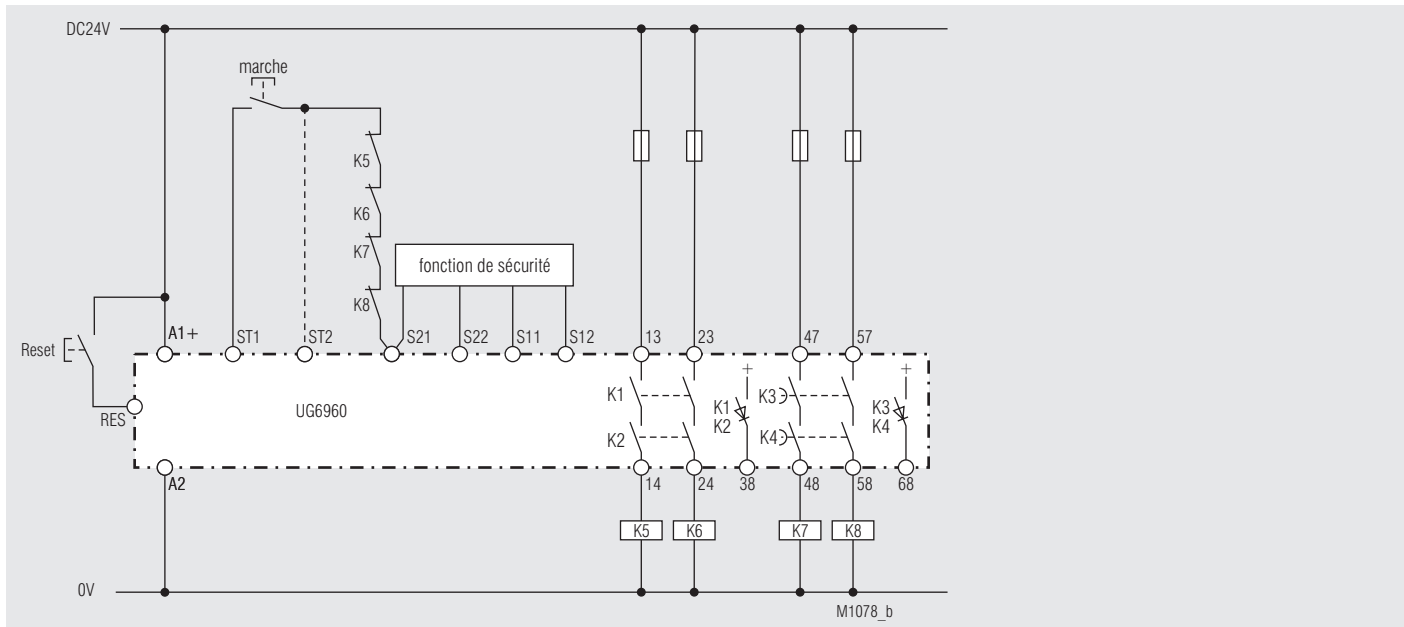 DC24V
marche
K5
K6
K7
K8
fonction de sécurité
Reset
A1+
ST1
ST2
S21
S22
S11
S12
13
23
47
57
RES
UG6960
K1
K2
K1
K2
+
K3
K4
K3
K4
+
A2
14
24
38
48
58
68
K5
K6
K7
K8
0V
M1078_b